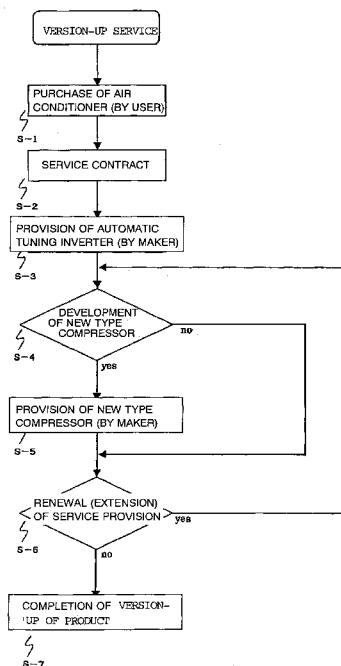 VERSION-UP SERVICE
PURCHASE OF AIR
CONDITIONER (BY USER)
S-1
SERVICE CONTRACT
S-2
PROVISION OF AUTOMATIC
TUNING INVERTER (BY MAKER)
S-3
DEVELOPMENT
OF NEW TYPE
COMPRESSOR
no
S-4
yes
PROVISION OF NEW TYPE
COMPRESSOR (BY MAKER)
S-5
RENEWAL (EXTENSION)
OF SERVICE PROVISION
yes
S-6
no
COMPLETION OF VERSION-
UP OF PRODUCT
S-7